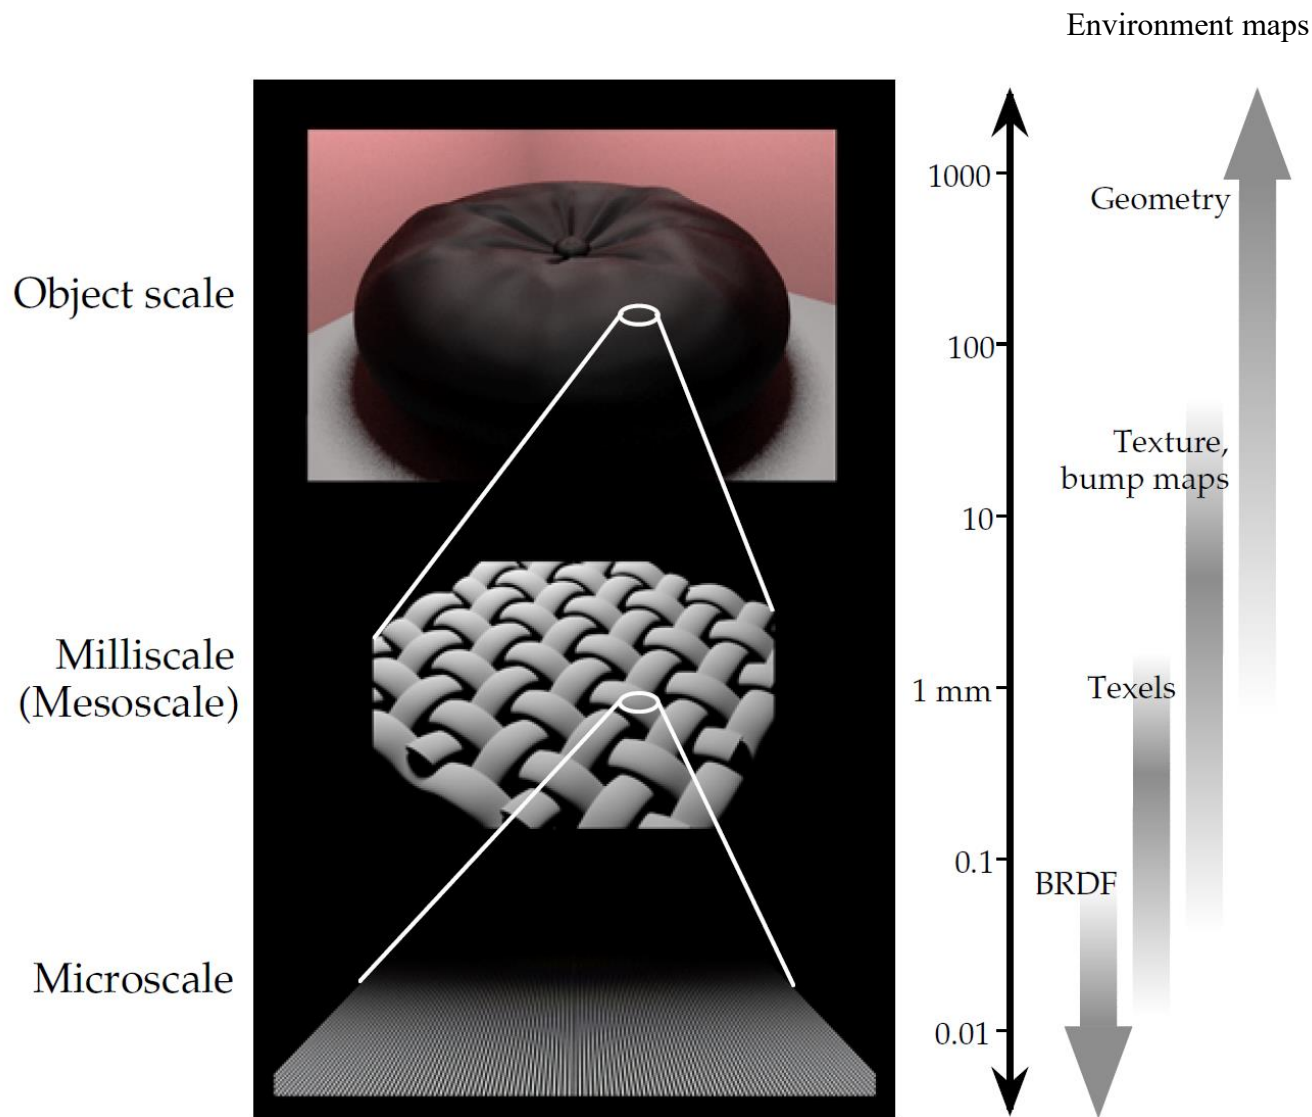 Environment maps
1000
Geometry
Object scale
100
Texture,
bump maps
10
Milliscale
(Mesoscale)
1 mm
Texels
0.1
BRDF
Microscale
0.01